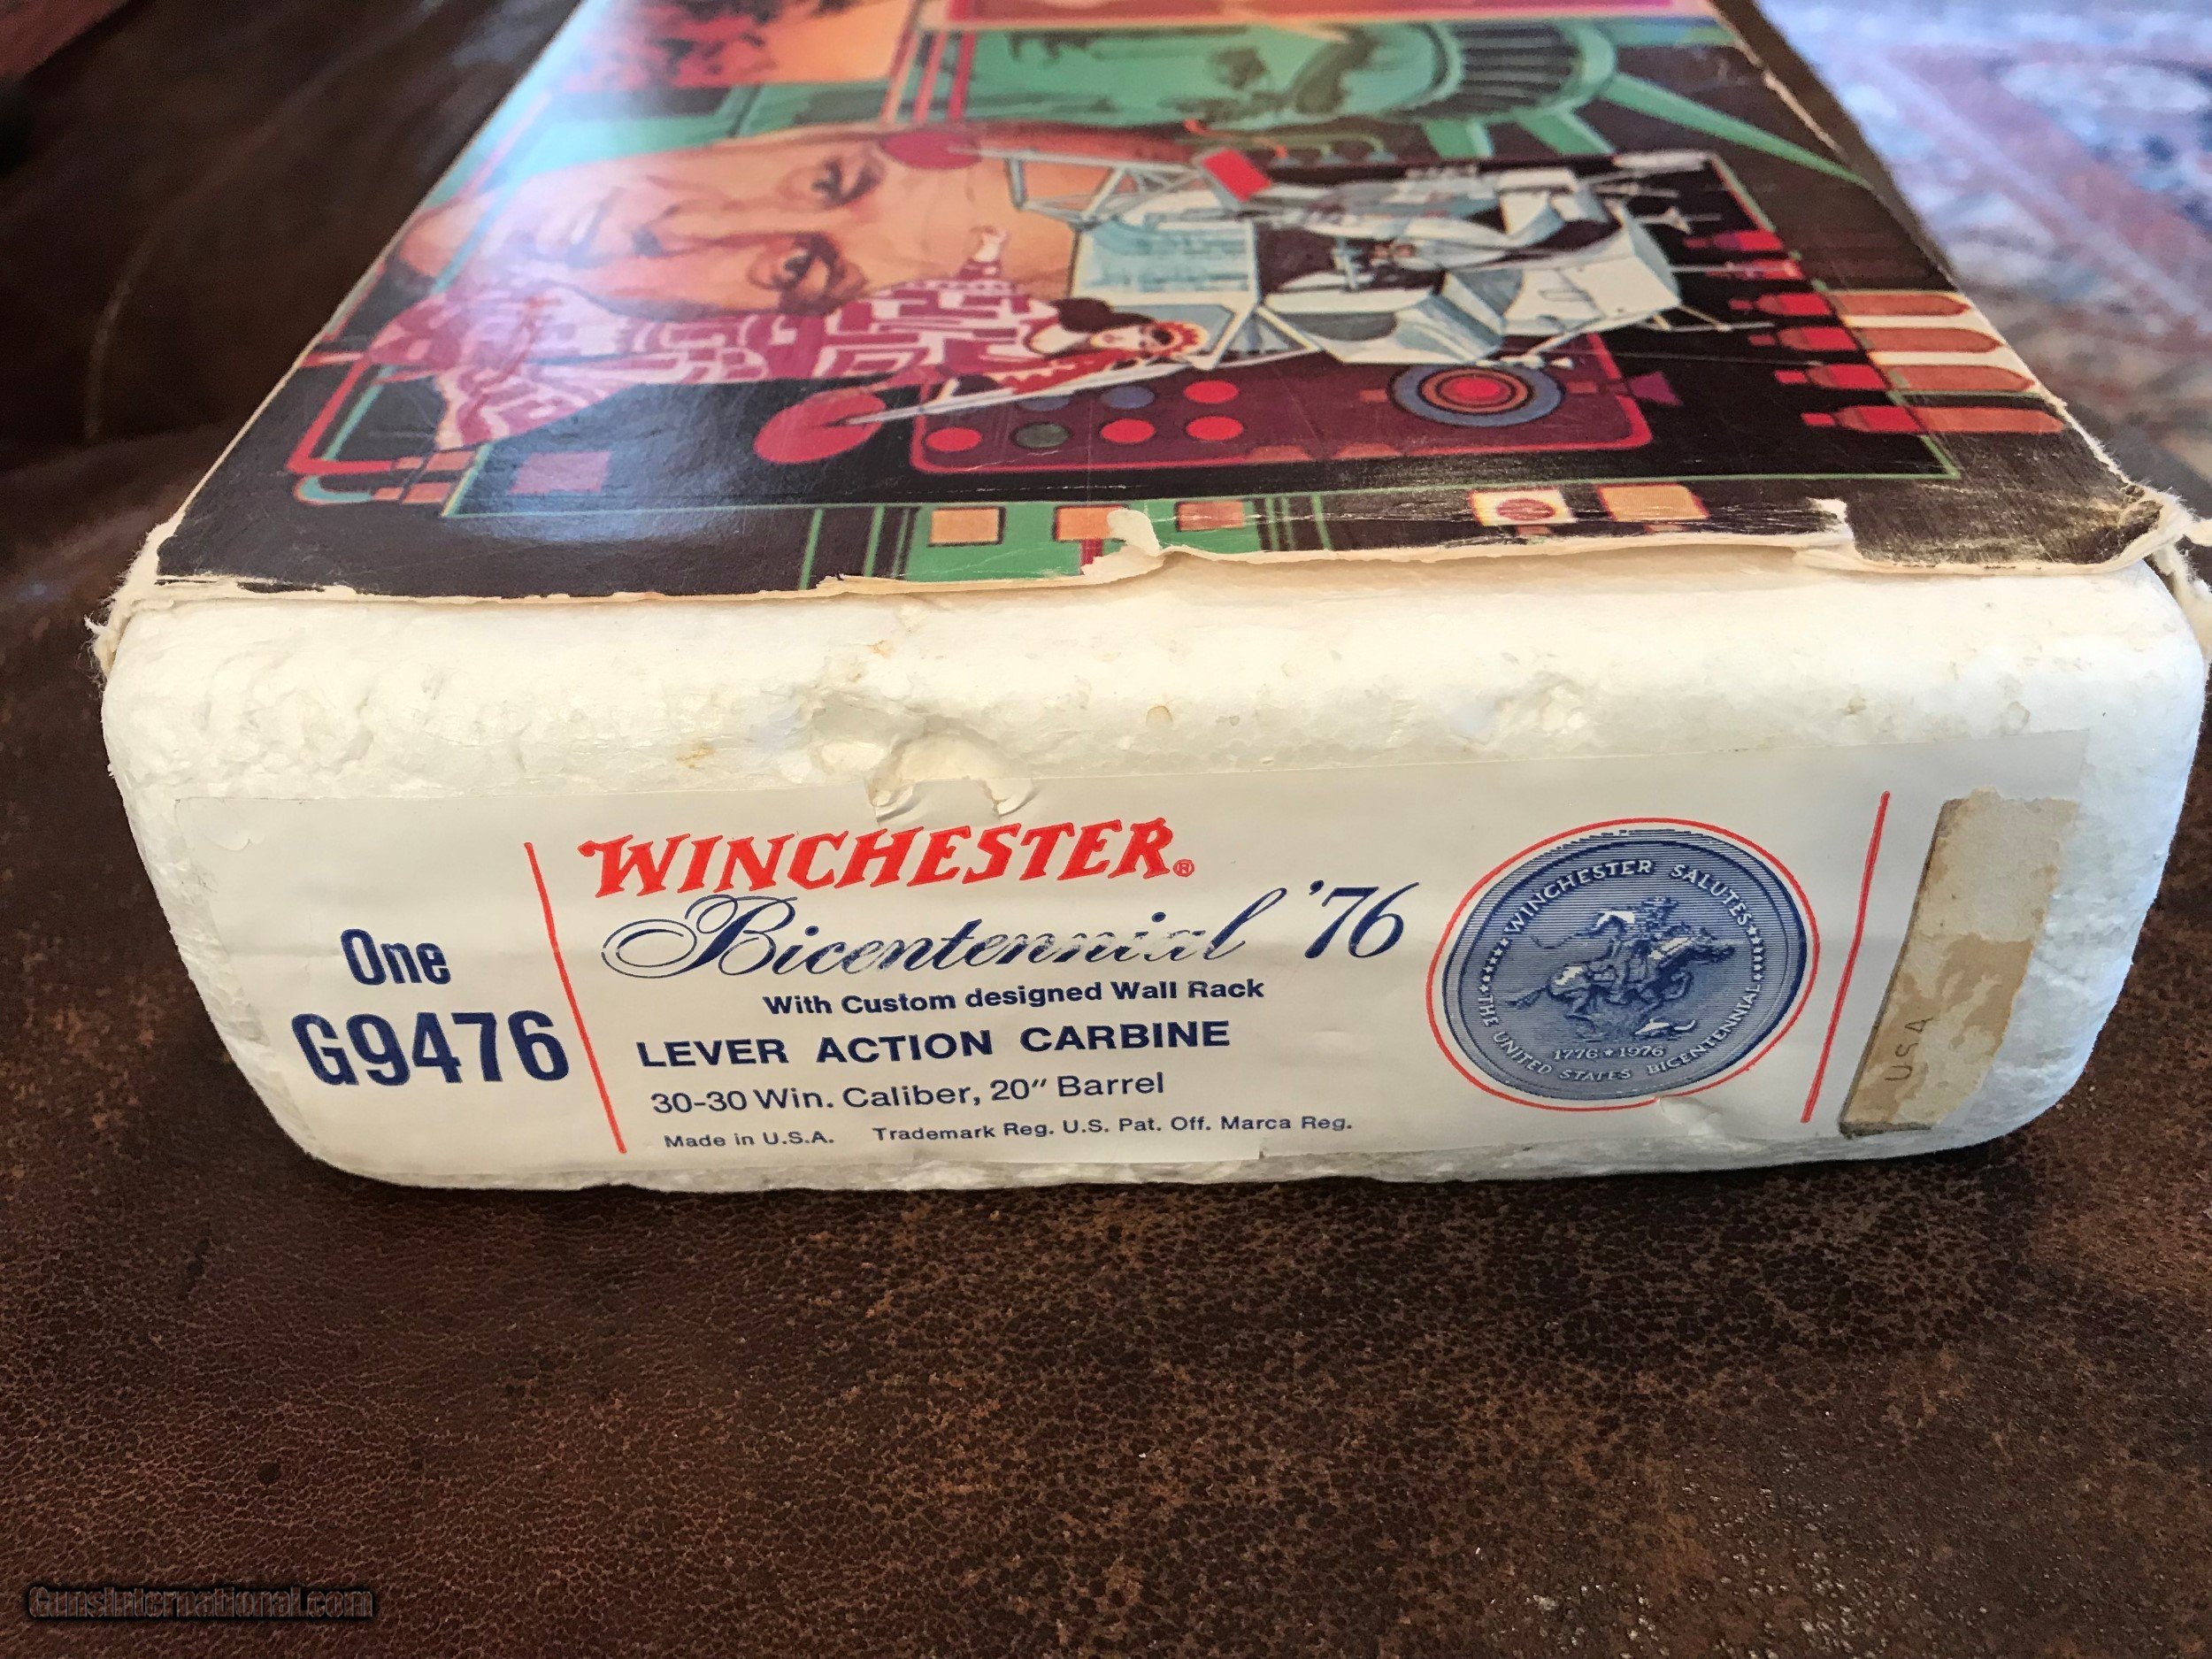 One
G9476
WINCHESTER®
Bicentennial '76
With Custom designed Wall Rack
LEVER ACTION CARBINE
30-30 Win. Caliber, 20" Barrel
Made in U.S.A. Trademark Reg. U.S. Pat. Off. Marca Reg.
★WINCHESTER SALUTES★
★THE UNITED STATES BICENTENNIAL★
1776★1976
USA
GunsInternational.com